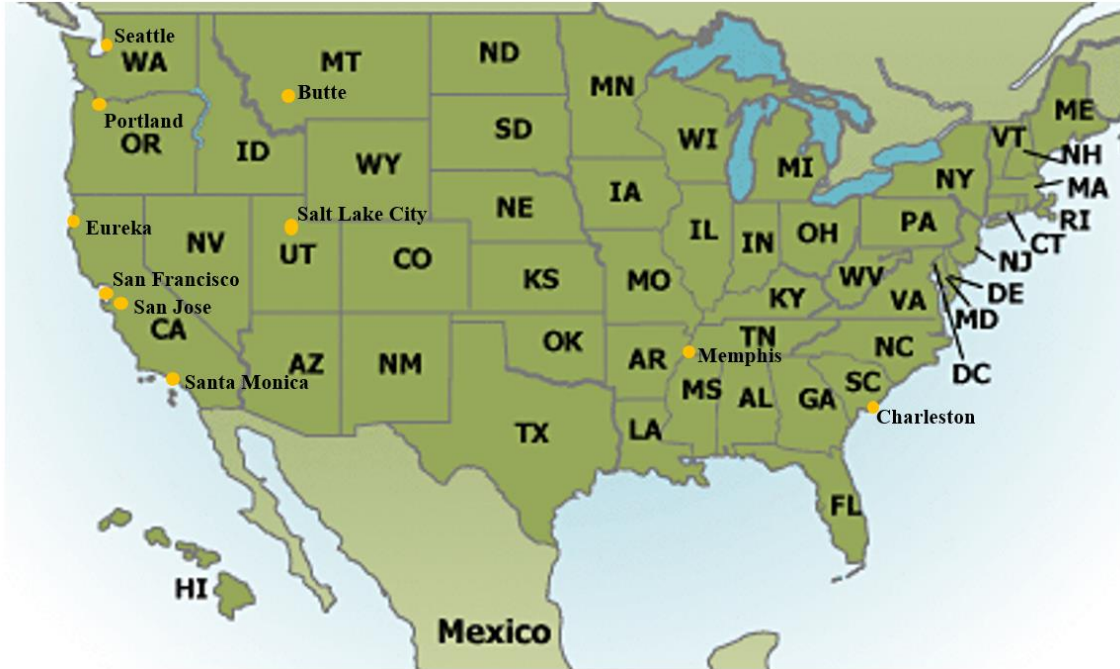 Seattle
WA
MT
ND
MN
ME
Butte
Portland
OR
ID
SD
WI
MI
VT
NH
WY
NY
MA
IA
NE
RI
PA
CT
Salt Lake City
Eureka
NV
UT
CO
IL
IN
OH
NJ
WV
San Francisco
KS
MO
DE
San Jose
KY
VA
MD
CA
OK
TN
NC
AZ
NM
AR
Memphis
DC
Santa Monica
MS
AL
GA
SC
Charleston
TX
LA
FL
HI
Mexico